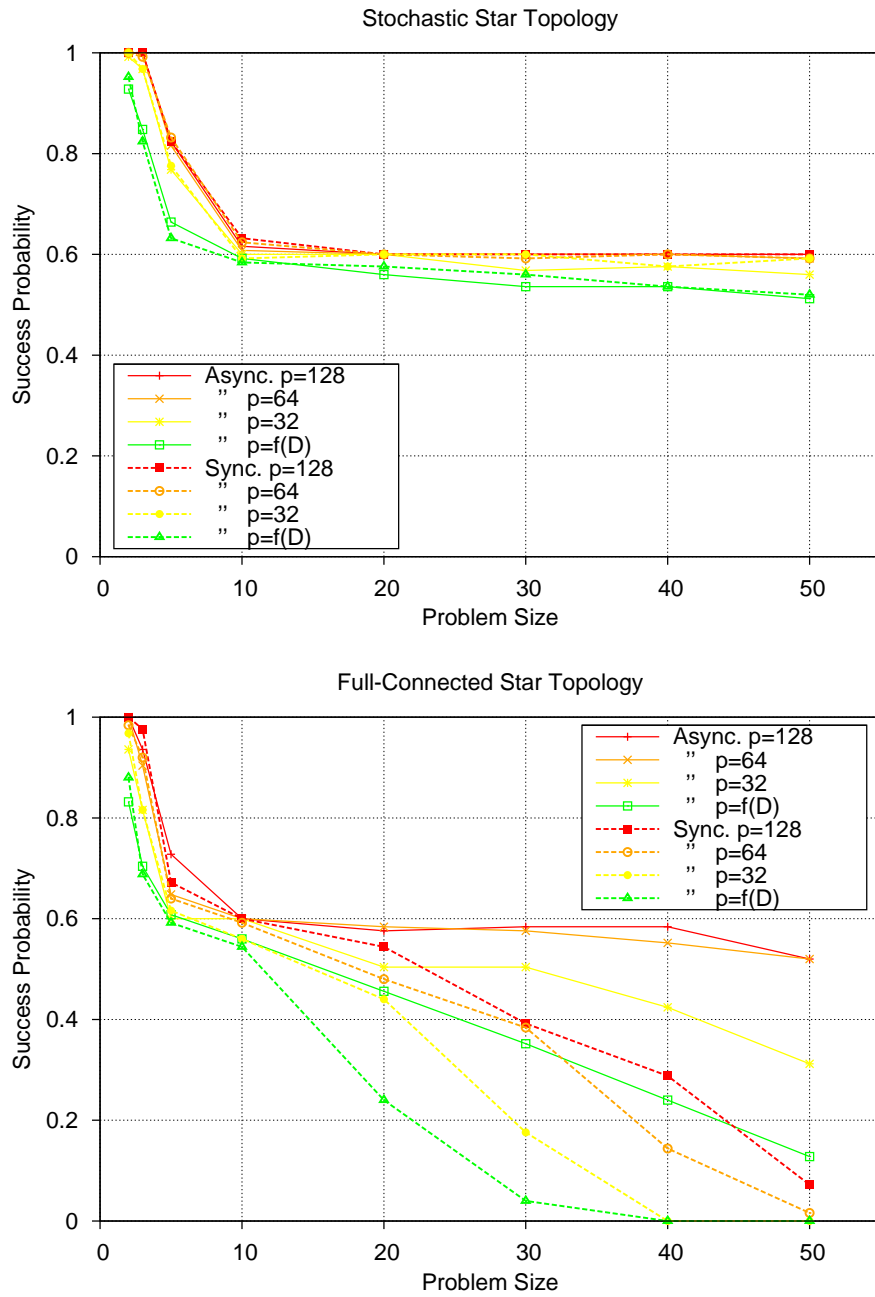 Stochastic Star Topology
1
0.8
0.6
0.4
0.2
0
Success Probability
Async. p=128
" p=64
" p=32
" p=f(D)
Sync. p=128
" p=64
" p=32
" p=f(D)
0 10 20 30 40 50
Problem Size
Full-Connected Star Topology
1
0.8
0.6
0.4
0.2
0
Success Probability
Async. p=128
" p=64
" p=32
" p=f(D)
Sync. p=128
" p=64
" p=32
" p=f(D)
0 10 20 30 40 50
Problem Size